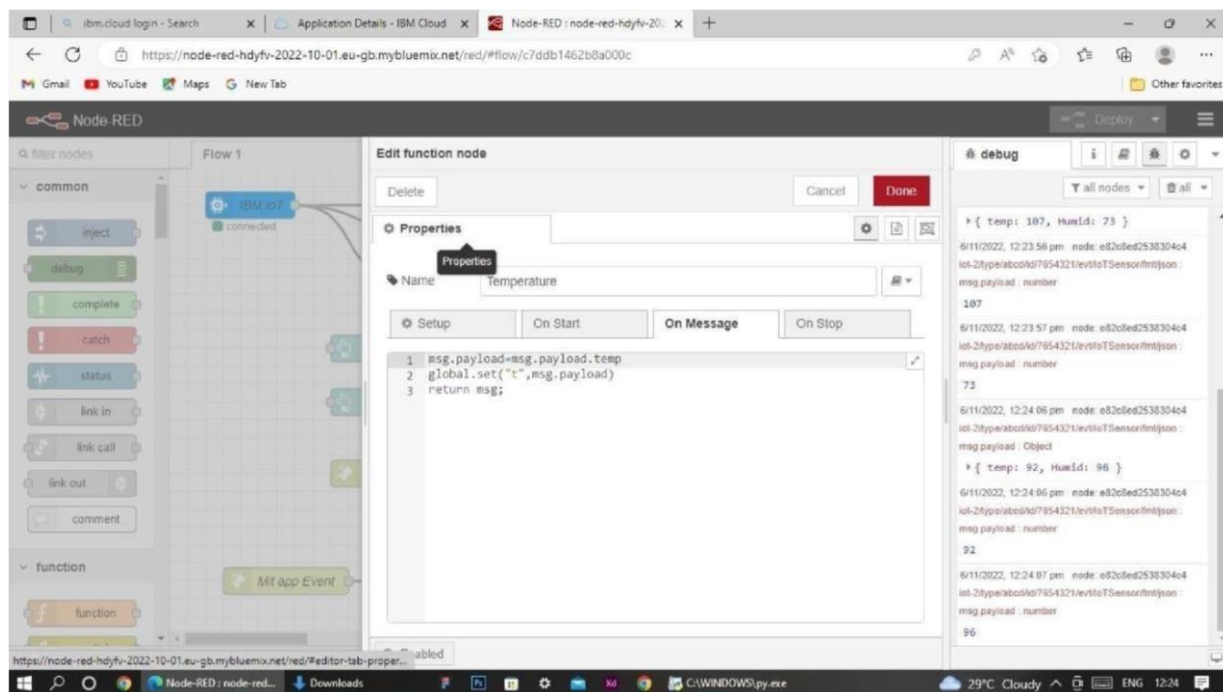 ibm.cloud login - Search
Application Details - IBM Cloud
Node-RED : node-red-hdyfv-202
https://node-red-hdyfv-2022-10-01.eu-gb.mybluemix.net/red/#flow/c7ddb1462b8a000c
Gmail YouTube Maps New Tab Other favorites
Node-RED
Deploy
filter nodes
common
inject
debug
complete
catch
status
link in
link call
link out
comment
function
function
Flow 1
IBM IoT
connected
Mit app Event
Edit function node
Delete Cancel Done
Properties
Properties
Name Temperature
Setup On Start On Message On Stop
1 msg.payload=msg.payload.temp
2 global.set("t",msg.payload)
3 return msg;
debug
all nodes all
{ temp: 107, Humid: 73 }
6/11/2022, 12:23:56 pm node: e82c8ed2538304c4
iot-2/type/abcd/id/7654321/evt/IoTSensor/fmt/json :
msg.payload : number
107
6/11/2022, 12:23:57 pm node: e82c8ed2538304c4
iot-2/type/abcd/id/7654321/evt/IoTSensor/fmt/json :
msg.payload : number
73
6/11/2022, 12:24:06 pm node: e82c8ed2538304c4
iot-2/type/abcd/id/7654321/evt/IoTSensor/fmt/json :
msg.payload : Object
{ temp: 92, Humid: 96 }
6/11/2022, 12:24:06 pm node: e82c8ed2538304c4
iot-2/type/abcd/id/7654321/evt/IoTSensor/fmt/json :
msg.payload : number
92
6/11/2022, 12:24:07 pm node: e82c8ed2538304c4
iot-2/type/abcd/id/7654321/evt/IoTSensor/fmt/json :
msg.payload : number
96
https://node-red-hdyfv-2022-10-01.eu-gb.mybluemix.net/red/#editor-tab-proper...
Node-RED : node-red... Downloads C:\WINDOWS\py.exe 29°C Cloudy ENG 12:24